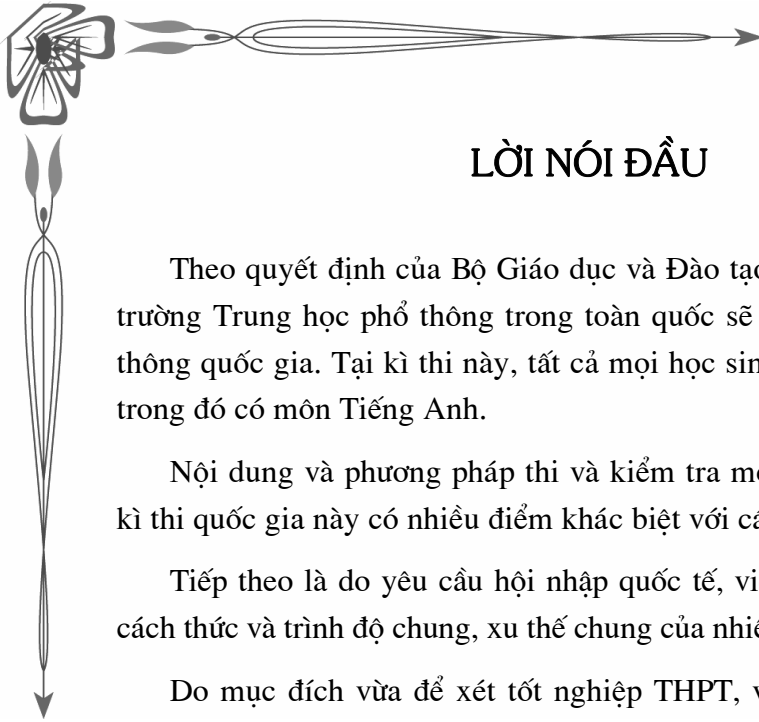 LỜI NÓI ĐẦU
Theo quyết định của Bộ Giáo dục và Đào tạo
trường Trung học phổ thông trong toàn quốc sẽ
thông quốc gia. Tại kì thi này, tất cả mọi học sin
trong đó có môn Tiếng Anh.
Nội dung và phương pháp thi và kiểm tra
kì thi quốc gia này có nhiều điểm khác biệt với
Tiếp theo là do yêu cầu hội nhập quốc tế, vi
cách thức và trình độ chung, xu thế chung của nhiề
Do mục đích vừa để xét tốt nghiệp THPT,